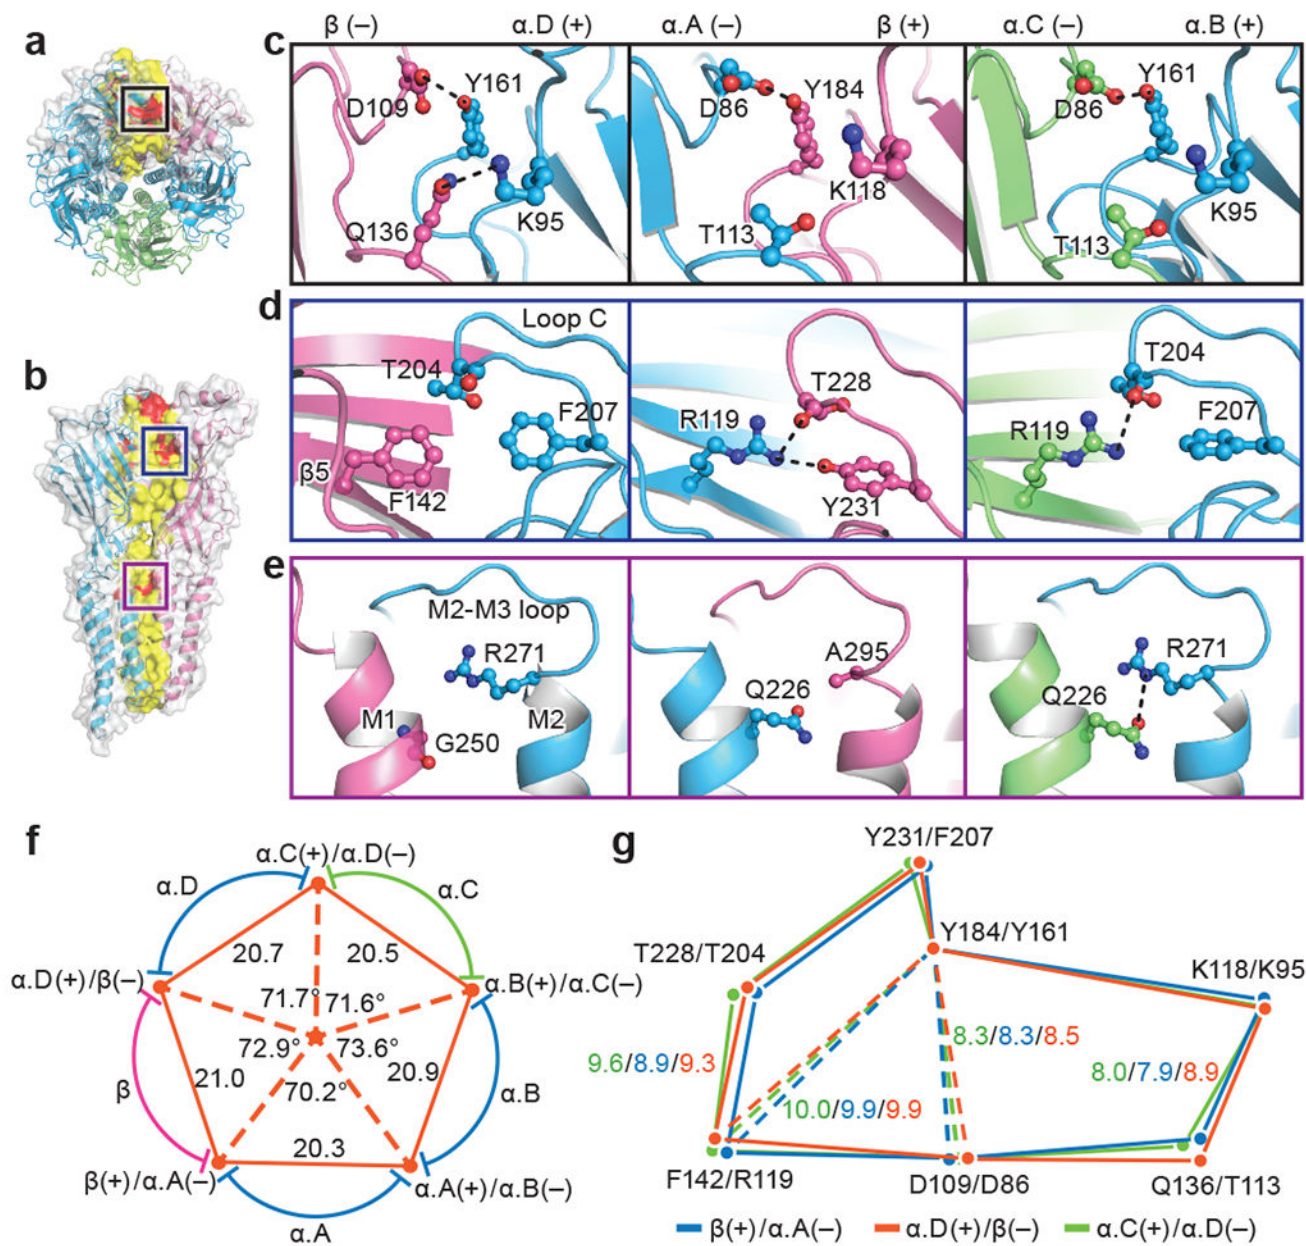 a
b
c
β (–)
α.D (+)
α.A (–)
β (+)
α.C (–)
α.B (+)
D109
Y161
Q136
K95
D86
Y184
K118
T113
D86
Y161
K95
T113
d
Loop C
T204
F207
β5
F142
T228
R119
Y231
T204
R119
F207
e
M2-M3 loop
R271
M1
M2
G250
A295
Q226
R271
Q226
f
α.C(+)/α.D(–)
α.D
α.C
20.7
20.5
α.D(+)/β(–)
α.B(+)/α.C(–)
71.7°
71.6°
72.9°
73.6°
21.0
20.9
β
70.2°
α.B
20.3
β(+)/α.A(–)
α.A(+)/α.B(–)
α.A
g
Y231/F207
Y184/Y161
T228/T204
K118/K95
9.6/8.9/9.3
8.3/8.3/8.5
8.0/7.9/8.9
10.0/9.9/9.9
F142/R119
D109/D86
Q136/T113
β(+)/α.A(–)
α.D(+)/β(–)
α.C(+)/α.D(–)